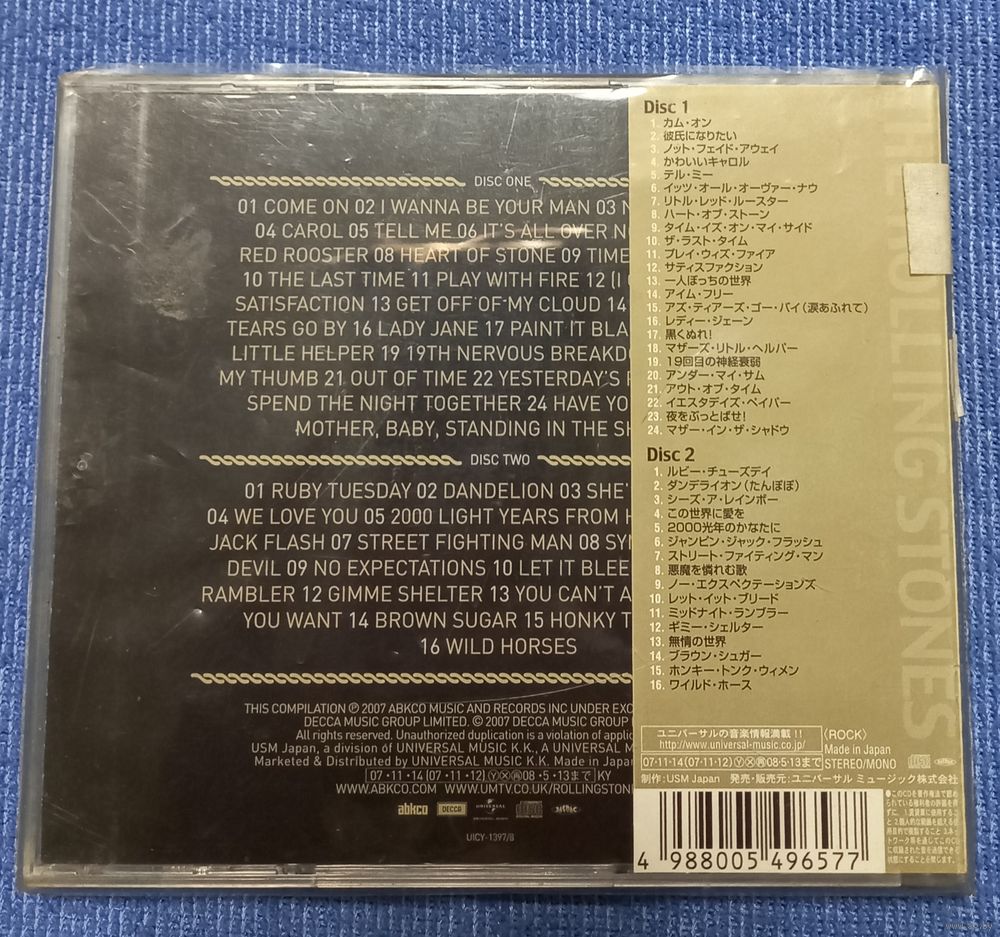 DISC ONE
01 COME ON 02 I WANNA BE YOUR MAN 03 N
04 CAROL 05 TELL ME 06 IT'S ALL OVER NO
RED ROOSTER 08 HEART OF STONE 09 TIME
10 THE LAST TIME 11 PLAY WITH FIRE 12 (I
SATISFACTION 13 GET OFF OF MY CLOUD 14
TEARS GO BY 16 LADY JANE 17 PAINT IT BLA
LITTLE HELPER 19 19TH NERVOUS BREAKD
MY THUMB 21 OUT OF TIME 22 YESTERDAY'S P
SPEND THE NIGHT TOGETHER 24 HAVE YO
MOTHER, BABY, STANDING IN THE SH
DISC TWO
01 RUBY TUESDAY 02 DANDELION 03 SHE'
04 WE LOVE YOU 05 2000 LIGHT YEARS FROM H
JACK FLASH 07 STREET FIGHTING MAN 08 SYM
DEVIL 09 NO EXPECTATIONS 10 LET IT BLEE
RAMBLER 12 GIMME SHELTER 13 YOU CAN'T A
YOU WANT 14 BROWN SUGAR 15 HONKY T
16 WILD HORSES
THIS COMPILATION ℗ 2007 ABKCO MUSIC AND RECORDS INC UNDER EXC
DECCA MUSIC GROUP LIMITED. © 2007 DECCA MUSIC GROUP
All rights reserved. Unauthorized duplication is a violation of applic
USM Japan, a division of UNIVERSAL MUSIC K.K., A UNIVERSAL M
Marketed & Distributed by UNIVERSAL MUSIC K.K., MADE IN JAPAN
07・11・14(07・11・12)Ⓨ Ⓧ 再 08・5・13まで KY
WWW.ABKCO.COM WWW.UMTV.CO.UK/ROLLINGSTONE
abkco DECCA UNIVERSAL
UICY-1397/8
Disc 1
1. カム・オン
2. 彼氏になりたい
3. ノット・フェイド・アウェイ
4. かわいいキャロル
5. テル・ミー
6. イッツ・オール・オーヴァー・ナウ
7. リトル・レッド・ルースター
8. ハート・オブ・ストーン
9. タイム・イズ・オン・マイ・サイド
10. ザ・ラスト・タイム
11. プレイ・ウィズ・ファイア
12. サティスファクション
13. 一人ぼっちの世界
14. アイム・フリー
15. アズ・ティアーズ・ゴー・バイ(涙あふれて)
16. レディー・ジェーン
17. 黒くぬれ!
18. マザーズ・リトル・ヘルパー
19. 19回目の神経衰弱
20. アンダー・マイ・サム
21. アウト・オブ・タイム
22. イエスタデイズ・ペイパー
23. 夜をぶっとばせ!
24. マザー・イン・ザ・シャドウ
Disc 2
1. ルビー・チューズデイ
2. ダンデライオン(たんぽぽ)
3. シーズ・ア・レインボー
4. この世界に愛を
5. 2000光年のかなたに
6. ジャンピン・ジャック・フラッシュ
7. ストリート・ファイティング・マン
8. 悪魔を憐れむ歌
9. ノー・エクスペクテーションズ
10. レット・イット・ブリード
11. ミッドナイト・ランブラー
12. ギミー・シェルター
13. 無情の世界
14. ブラウン・シュガー
15. ホンキー・トンク・ウィメン
16. ワイルド・ホース
THE ROLLING STONES
ユニバーサルの音楽情報満載!!
http://www.universal-music.co.jp/
(ROCK)
Made in Japan
07・11・14(07・11・12)Ⓨ Ⓧ 再 08・5・13まで STEREO/MONO
制作:USM Japan 発売・販売元:ユニバーサル ミュージック株式会社
4 988005 496577